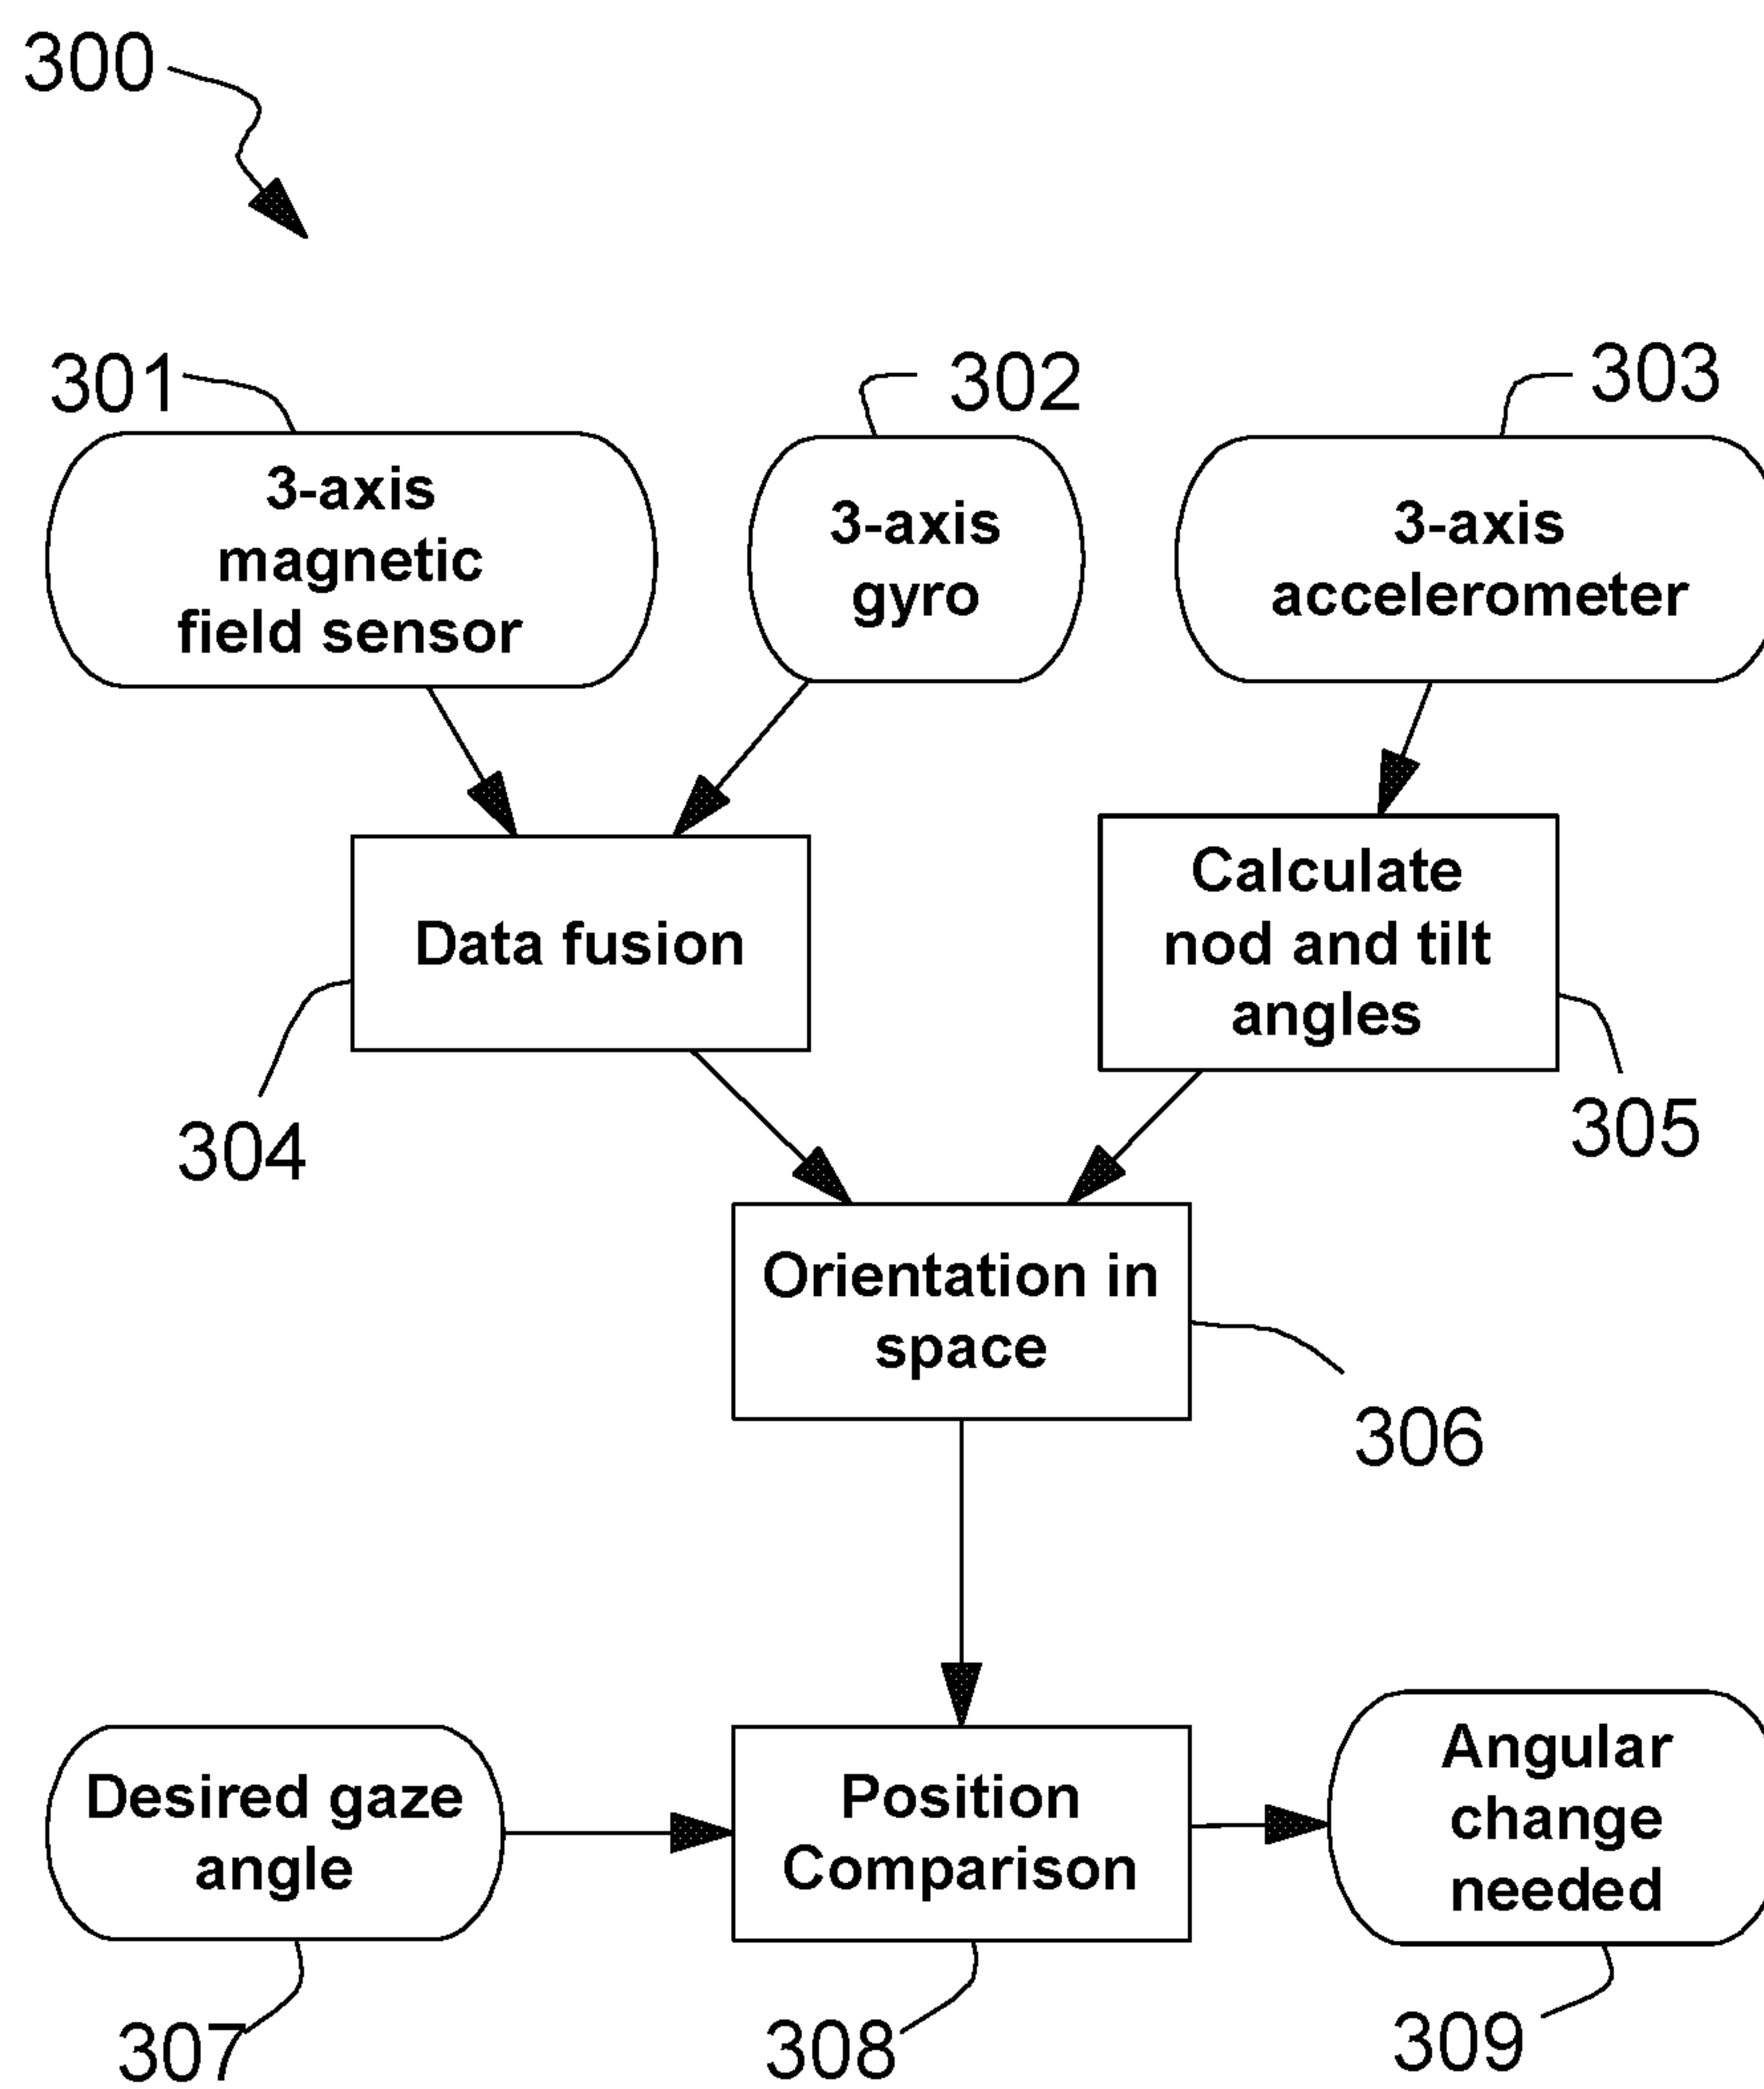 300
301
302
303
3-axis
magnetic
field sensor
3-axis
gyro
3-axis
accelerometer
Data fusion
Calculate
nod and tilt
angles
304
305
Orientation in
space
306
Desired gaze
angle
Position
Comparison
Angular
change
needed
307
308
309